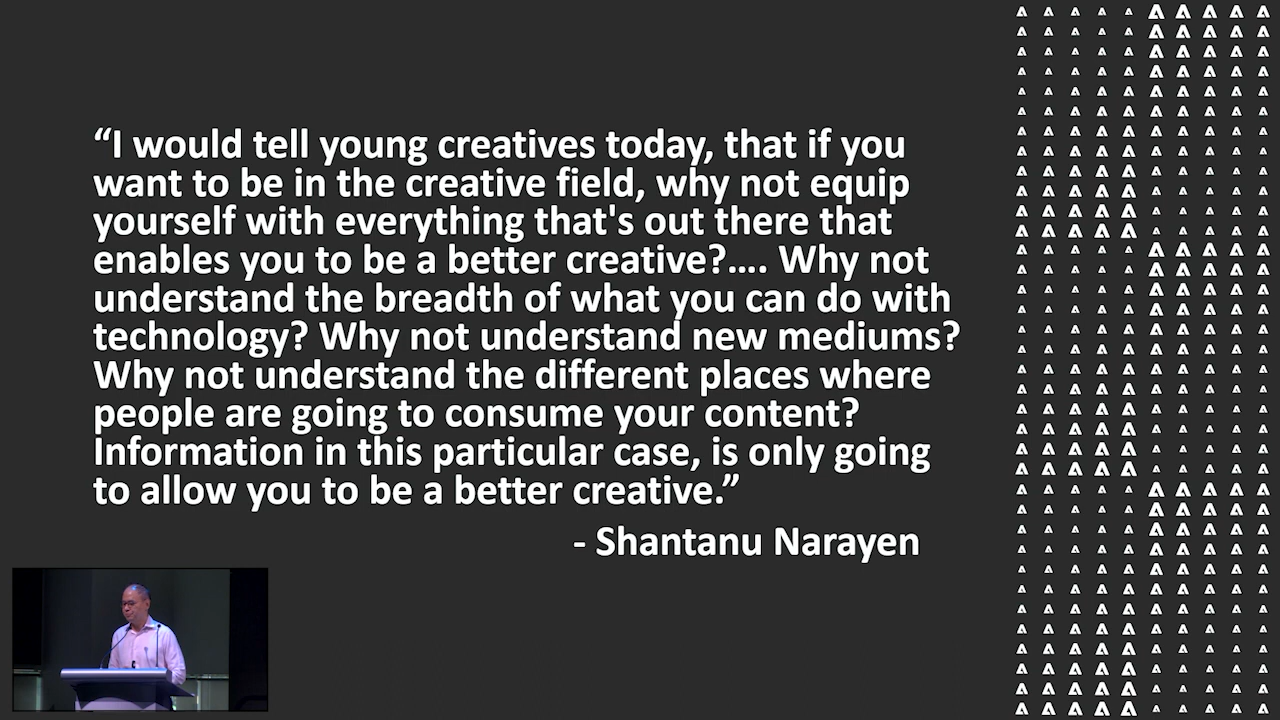 “I would tell young creatives today, that if you
want to be in the creative field, why not equip
yourself with everything that's out there that
enables you to be a better creative?.... Why not
understand the breadth of what you can do with
technology? Why not understand new mediums?
Why not understand the different places where
people are going to consume your content?
Information in this particular case, is only going
to allow you to be a better creative.”
- Shantanu Narayen